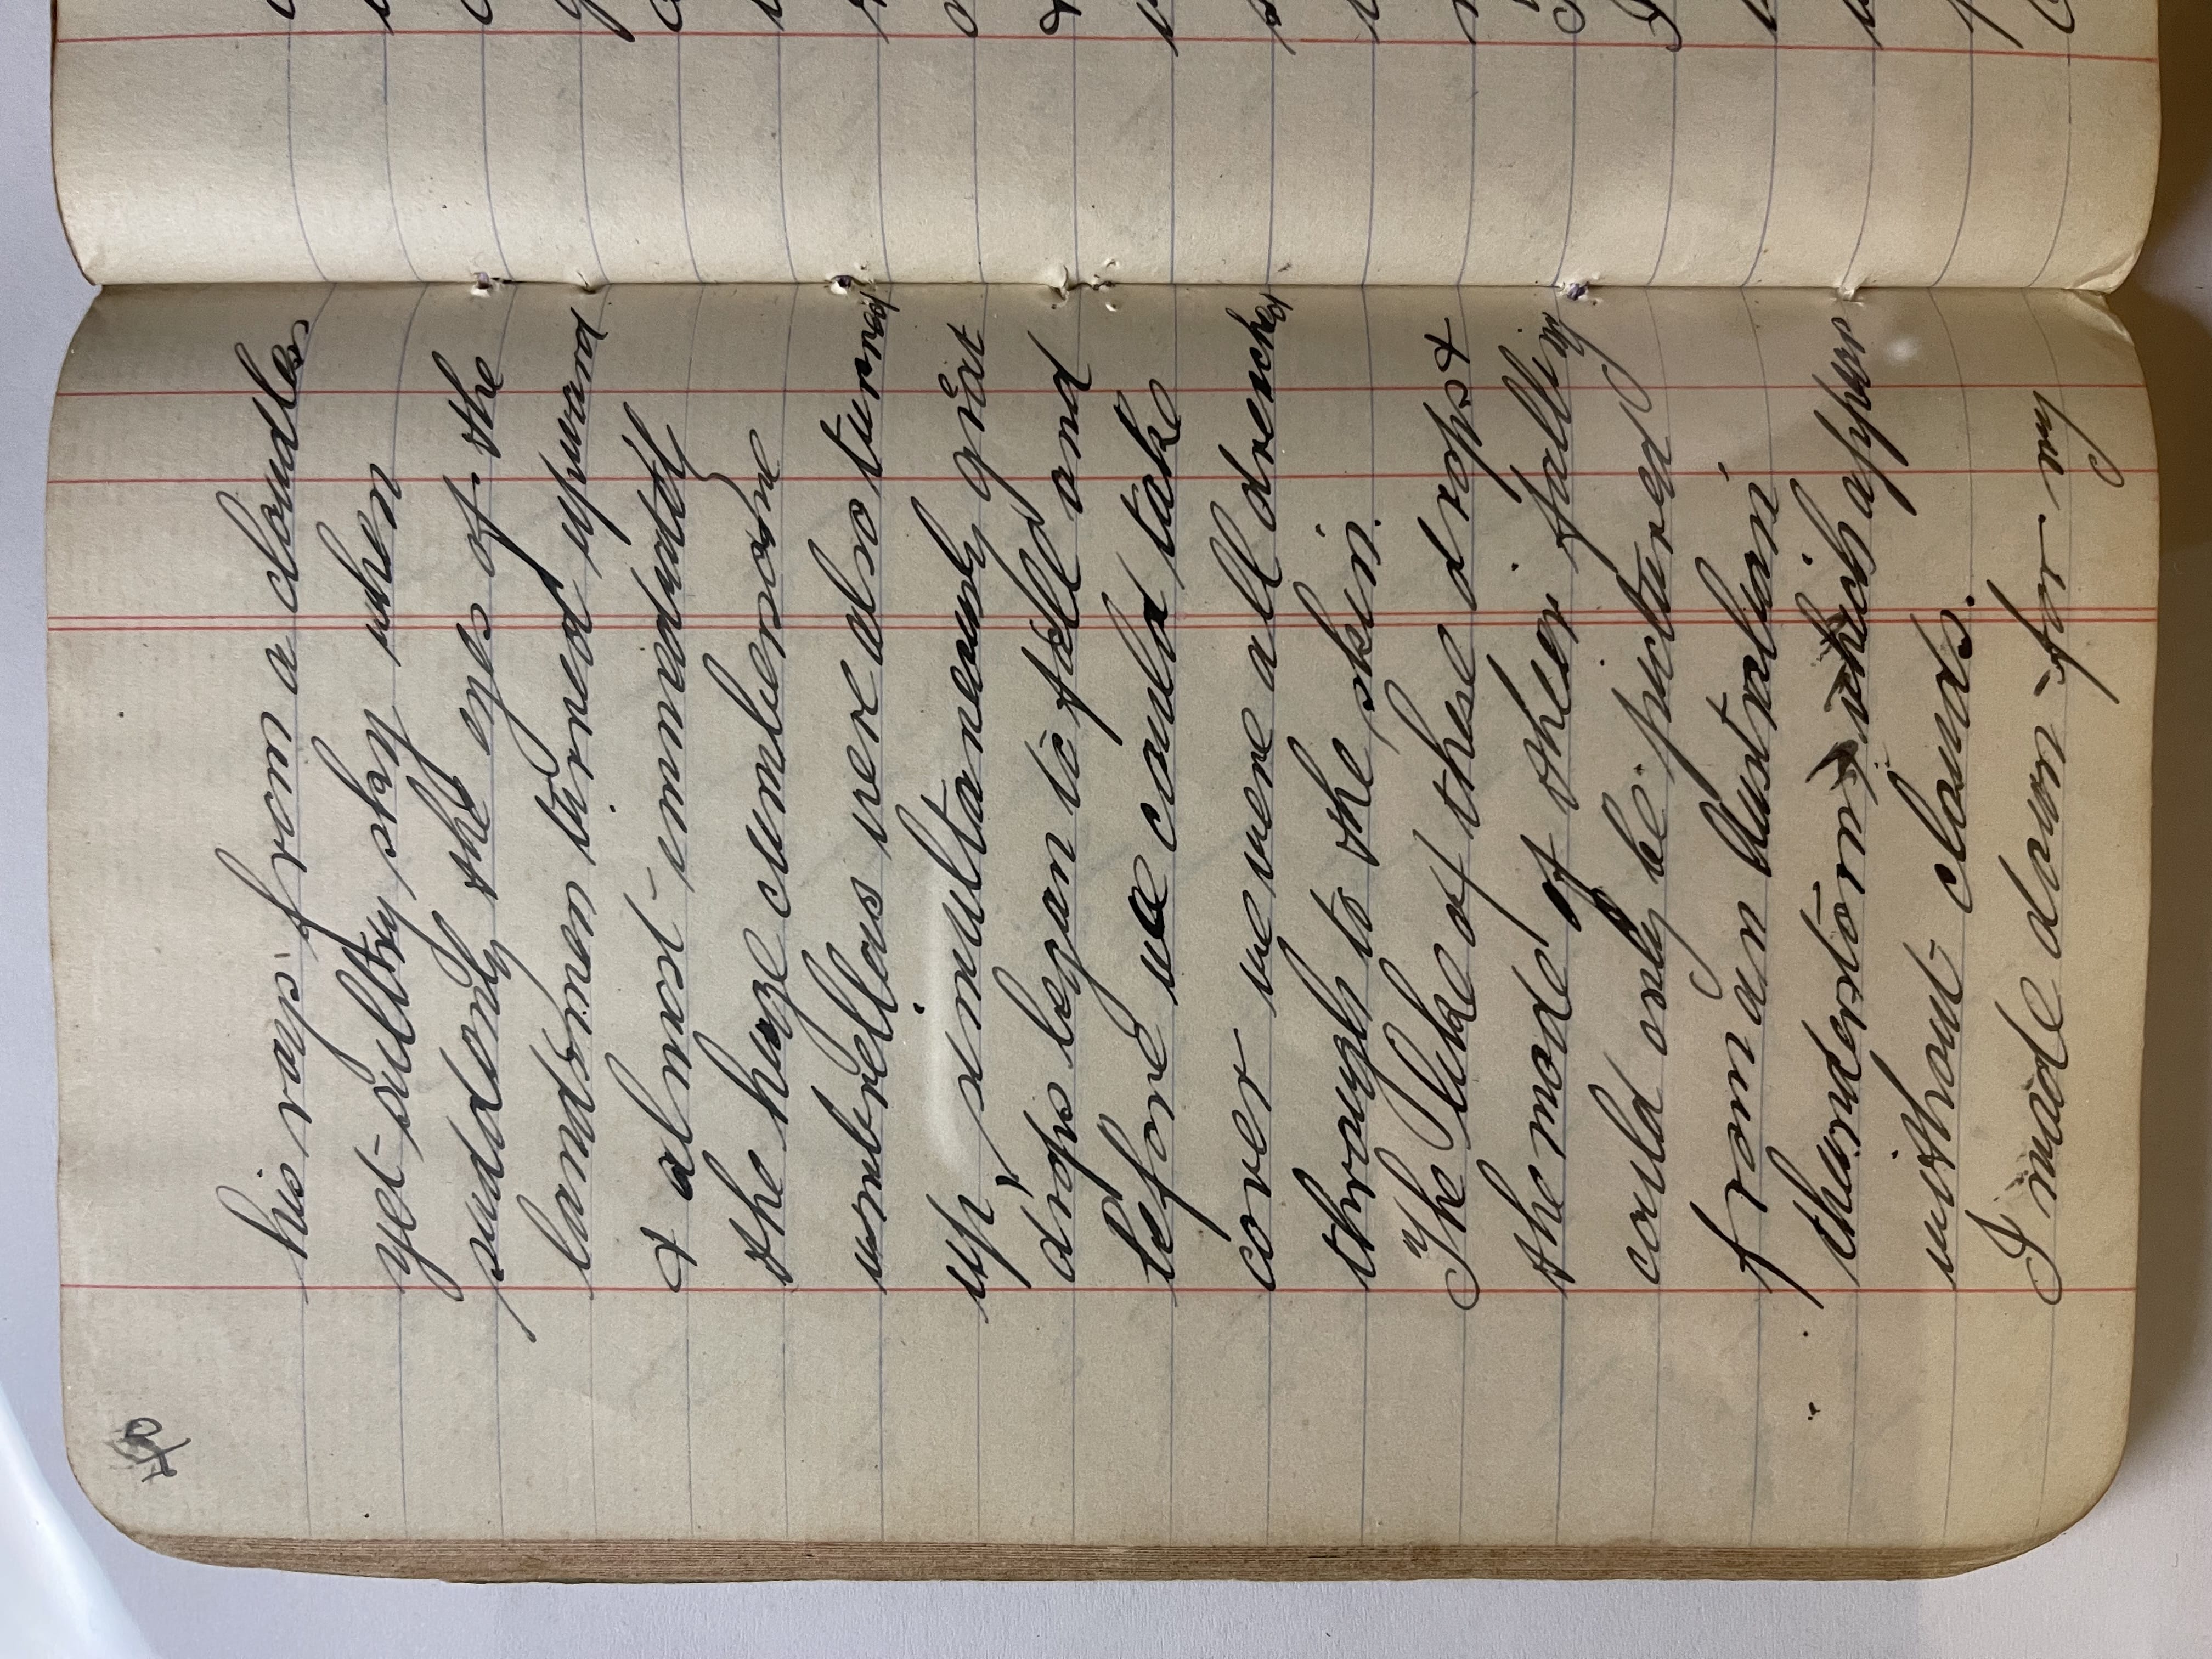 40
his rays from a cloudless
yet sultry sky when
suddenly the eyes of the
landsmen turned upward
& almost immediately
the huge cumbersome
umbrellas were also turned
up, simultaneously great
drops began to fall and
before we could take
cover we were all drenched
through to the skin.
The like of these drops &
the mode of their falling
could only be pictured
from an Australian
thunderstorm, which appear
without clouds.
I made down for my